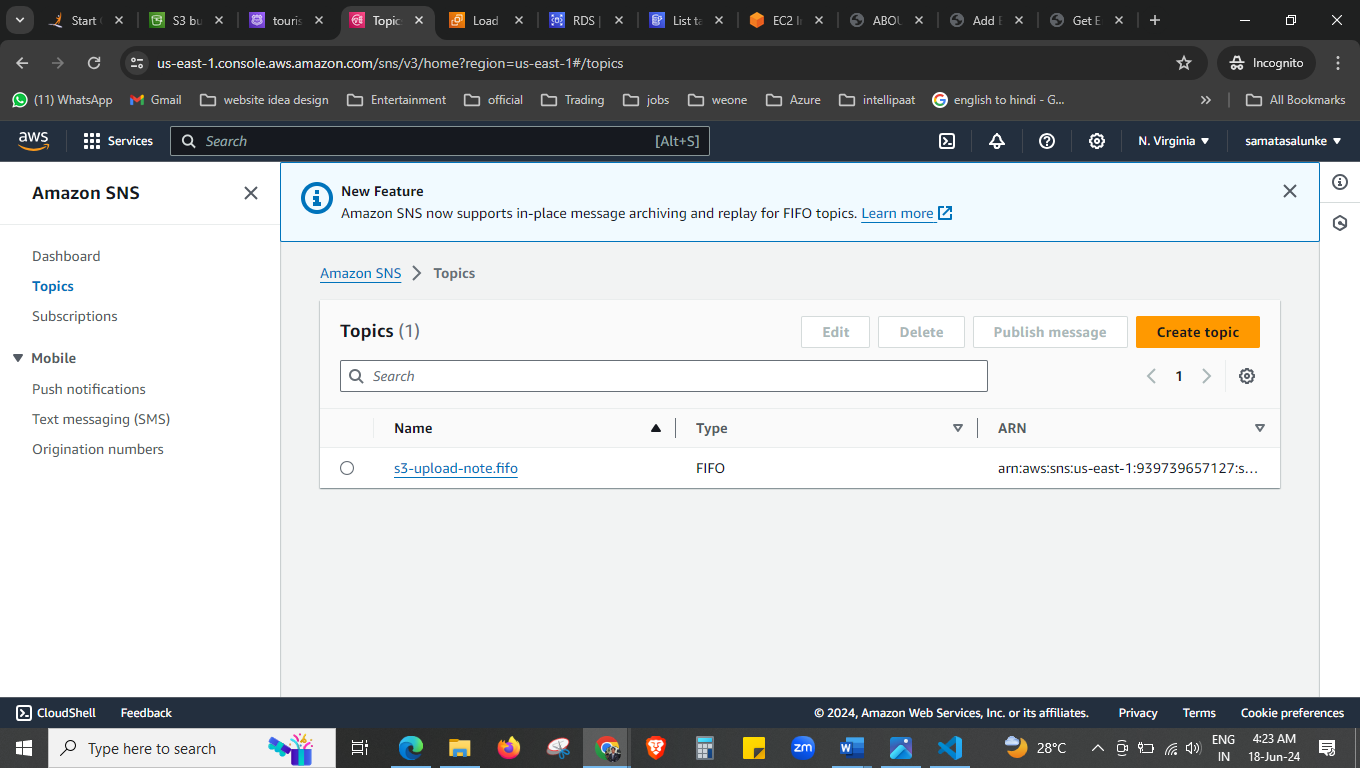 Start
S3 bu
touris
Topic
Load
RDS |
List ta
EC2 In
ABOU
Add E
Get E
us-east-1.console.aws.amazon.com/sns/v3/home?region=us-east-1#/topics
Incognito
(11) WhatsApp
Gmail
website idea design
Entertainment
official
Trading
jobs
weone
Azure
intellipaat
english to hindi - G...
All Bookmarks
aws
Services
Search
[Alt+S]
N. Virginia
samatasalunke
Amazon SNS
Dashboard
Topics
Subscriptions
Mobile
Push notifications
Text messaging (SMS)
Origination numbers
New Feature
Amazon SNS now supports in-place message archiving and replay for FIFO topics. Learn more
Amazon SNS > Topics
Topics (1)
Edit
Delete
Publish message
Create topic
Search
1
Name
Type
ARN
s3-upload-note.fifo
FIFO
arn:aws:sns:us-east-1:939739657127:s...
CloudShell
Feedback
© 2024, Amazon Web Services, Inc. or its affiliates.
Privacy
Terms
Cookie preferences
Type here to search
zm
28°C
ENG
IN
4:23 AM
18-Jun-24